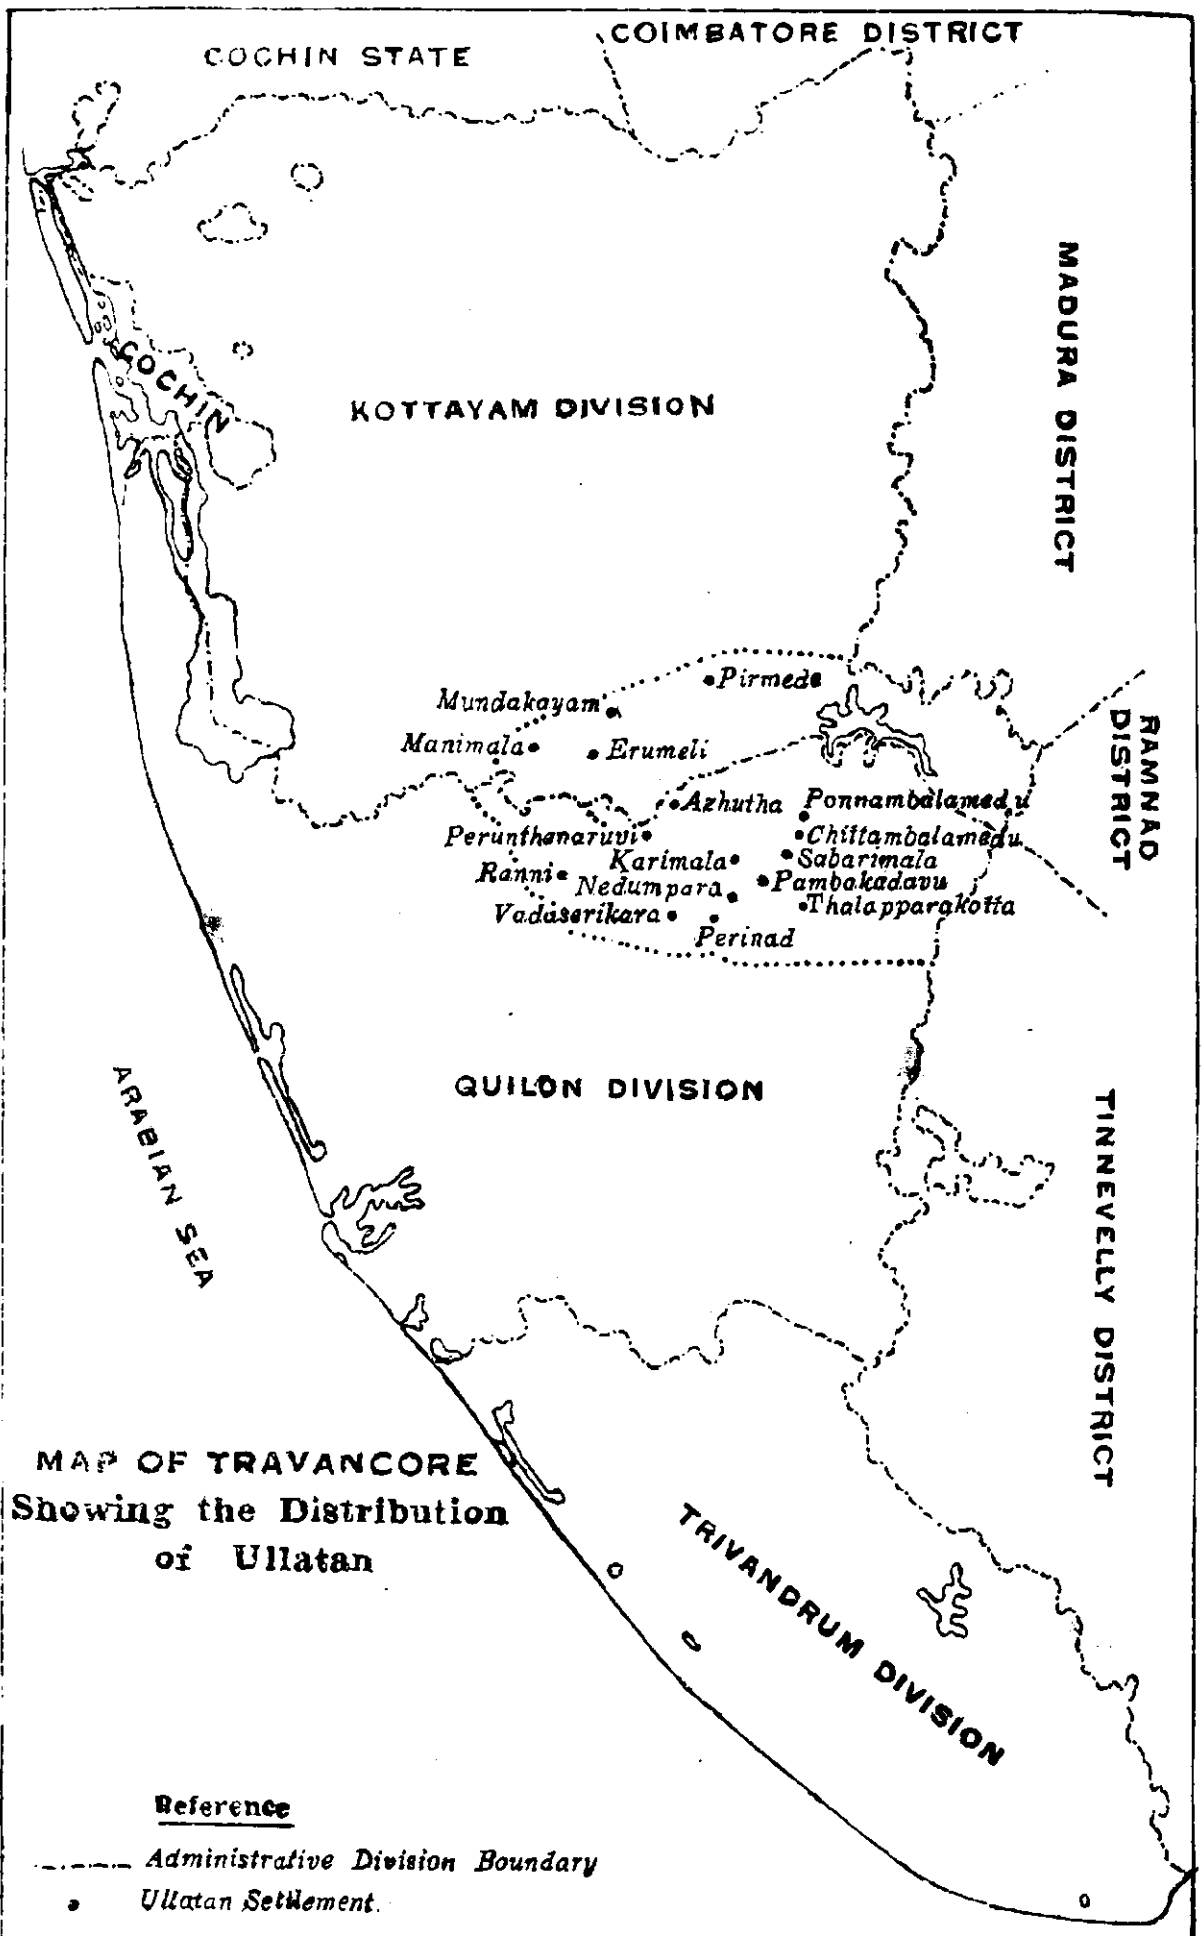 COCHIN STATE
COIMBATORE DISTRICT
MADURA DISTRICT
COCHIN
KOTTAYAM DIVISION
Pirmede
Mundakayam
Manimala
Erumeli
RAMNAD
DISTRICT
Azhutha
Ponnambalamedu
Perunthenaruvi
Chittambalamedu
Karimala
Sabarimala
Ranni
Nedumpara
Pambakadavu
Vadaserikara
Thalapparakotta
Perinad
ARABIAN SEA
QUILON DIVISION
TINNEVELLY DISTRICT
MAP OF TRAVANCORE
Showing the Distribution
of Ullatan
TRIVANDRUM DIVISION
Reference
Administrative Division Boundary
Ullatan Settlement.